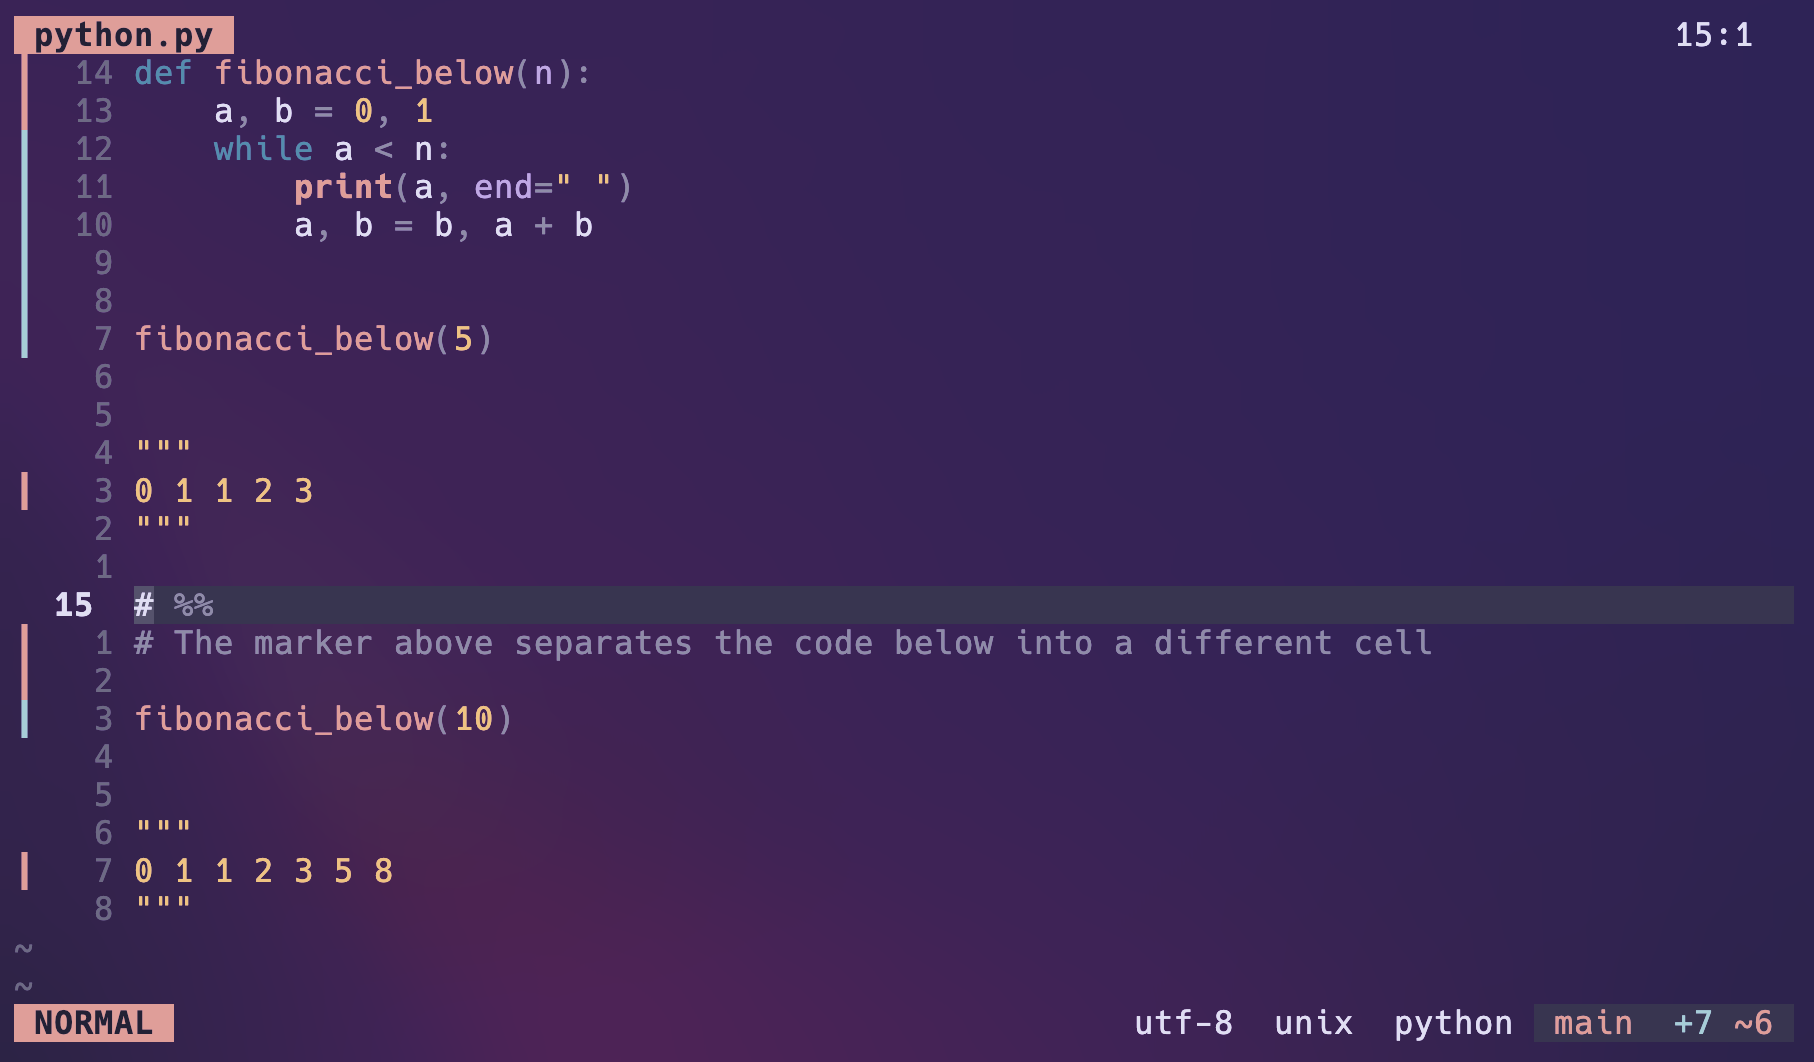 python.py 15:1
14 def fibonacci_below(n):
13     a, b = 0, 1
12     while a < n:
11         print(a, end=" ")
10         a, b = b, a + b
9
8
7 fibonacci_below(5)
6
5
4 """
3 0 1 1 2 3
2 """
1
15 # %%
1 # The marker above separates the code below into a different cell
2
3 fibonacci_below(10)
4
5
6 """
7 0 1 1 2 3 5 8
8 """
~
~
NORMAL utf-8 unix python main +7 ~6